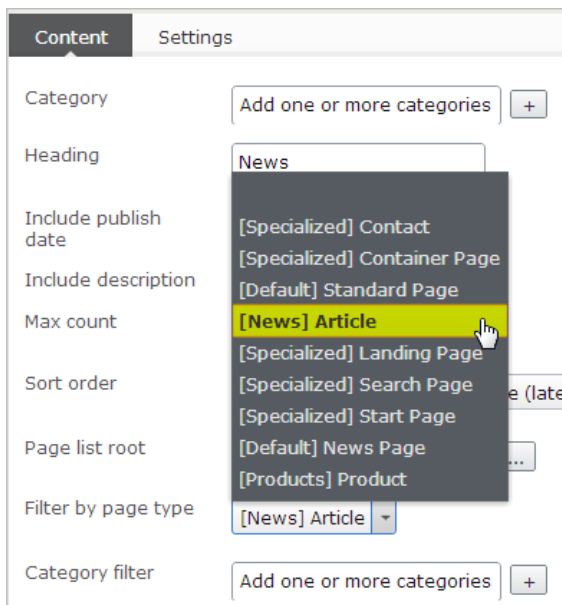 Content Settings
Category Add one or more categories +
Heading News
Include publish
date
[Specialized] Contact
[Specialized] Container Page
Include description
[Default] Standard Page
Max count
[News] Article
[Specialized] Landing Page
Sort order
[Specialized] Search Page
e (late
[Specialized] Start Page
Page list root
[Default] News Page
...
[Products] Product
Filter by page type [News] Article
Category filter Add one or more categories +